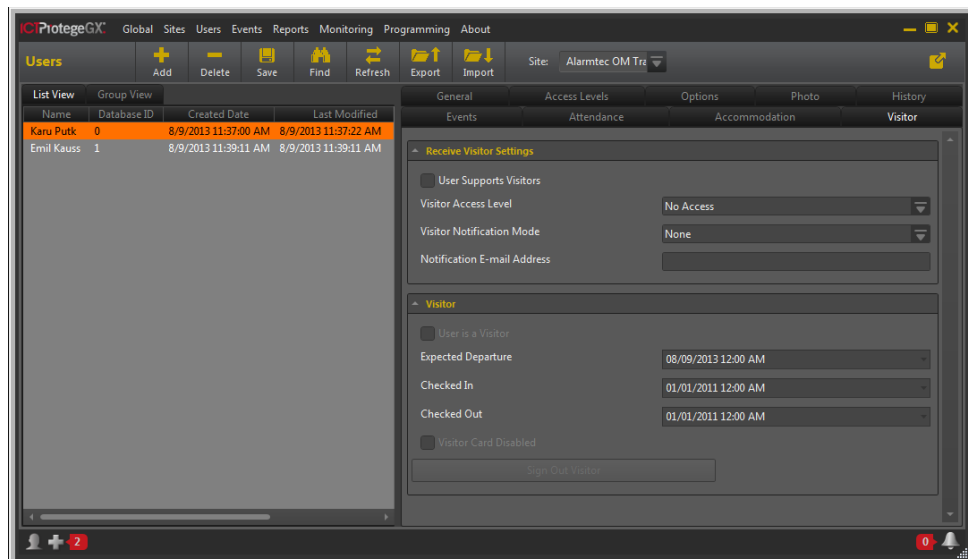 ICT ProtegeGX Global Sites Users Events Reports Monitoring Programming About
Users Add Delete Save Find Refresh Export Import Site: Alarmtec OM Tra
List View Group View
Name Database ID Created Date Last Modified
Karu Putk 0 8/9/2013 11:37:00 AM 8/9/2013 11:37:22 AM
Emil Kauss 1 8/9/2013 11:39:11 AM 8/9/2013 11:39:11 AM
General Access Levels Options Photo History
Events Attendance Accommodation Visitor
Receive Visitor Settings
User Supports Visitors
Visitor Access Level No Access
Visitor Notification Mode None
Notification E-mail Address
Visitor
User is a Visitor
Expected Departure 08/09/2013 12:00 AM
Checked In 01/01/2011 12:00 AM
Checked Out 01/01/2011 12:00 AM
Visitor Card Disabled
Sign Out Visitor
2 0